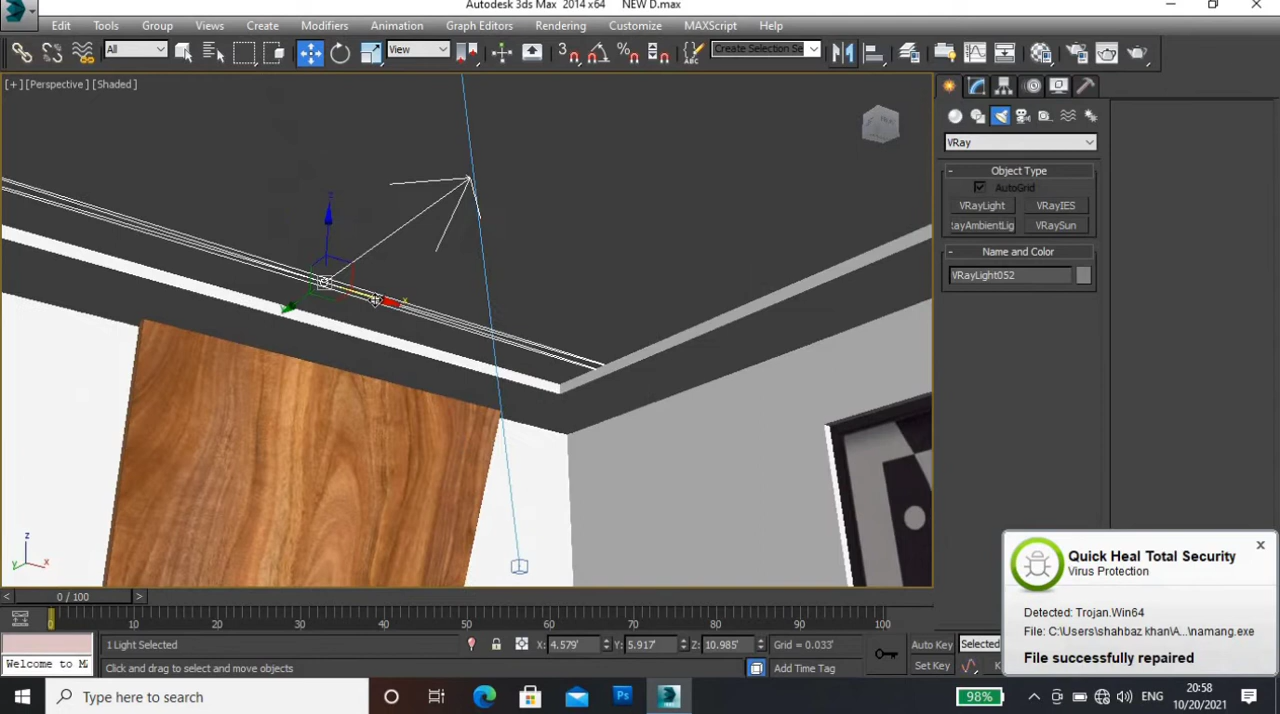 Autodesk 3ds Max 2014 x64 NEW D.max
Edit Tools Group Views Create Modifiers Animation Graph Editors Rendering Customize MAXScript Help
All View Create Selection Se
[+] [Perspective] [Shaded]
VRay
- Object Type
AutoGrid
VRayLight VRayIES
RayAmbientLig VRaySun
- Name and Color
VRayLight052
z
x
z
y x
Quick Heal Total Security X
Virus Protection
Detected: Trojan.Win64
File: C:\Users\shahbaz khan\A...\namang.exe
File successfully repaired
< 0 / 100 >
0 10 20 30 40 50 60 70 80 90 100
1 Light Selected X: 4.579' Y: 5.917' Z: 10.985' Grid = 0.033' Auto Key Selected
Welcome to M Click and drag to select and move objects Add Time Tag Set Key
Type here to search Ps 98% ENG 20:58
10/20/2021